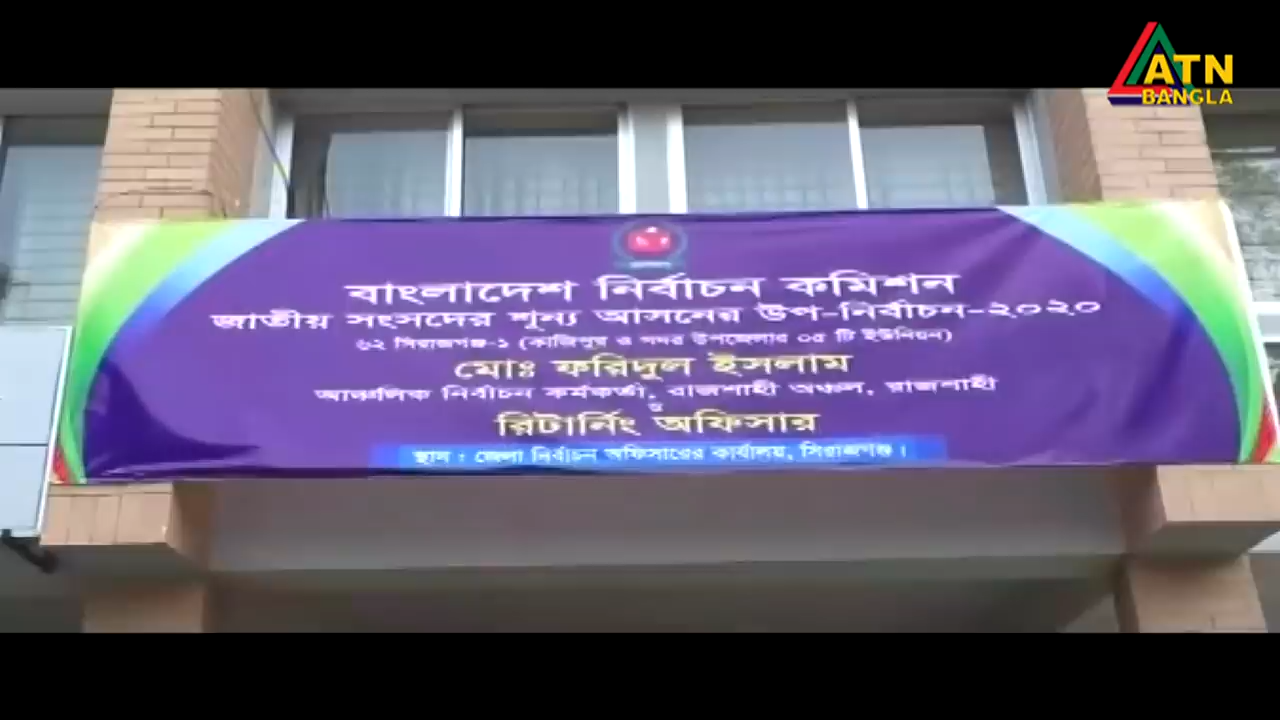 ATN
BANGLA
বাংলাদেশ নির্বাচন কমিশন
জাতীয় সংসদের শূন্য আসনের উপ-নির্বাচন-২০২০
৬২ সিরাজগঞ্জ-১ (কাজিপুর ও সদর উপজেলার ০৫ টি ইউনিয়ন)
মোঃ ফরিদুল ইসলাম
আঞ্চলিক নির্বাচন কর্মকর্তা, রাজশাহী অঞ্চল, রাজশাহী
ও
রিটার্নিং অফিসার
স্থান : জেলা নির্বাচন অফিসারের কার্যালয়, সিরাজগঞ্জ।